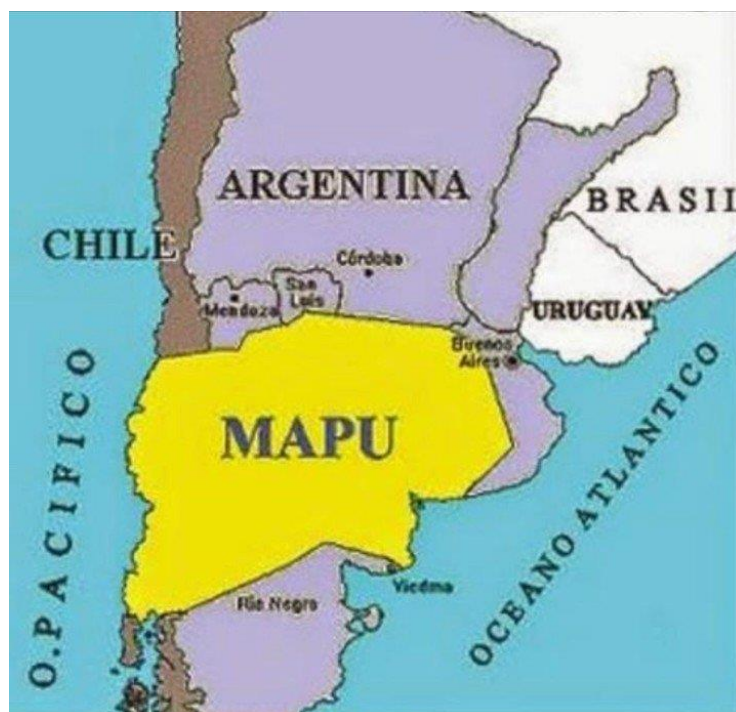 ARGENTINA
BRASIL
CHILE
Córdoba
San
Luis
Mendoza
URUGUAY
Buenos
Aires
MAPU
O.PACIFICO
OCEANO ATLANTICO
Viedma
Río Negro